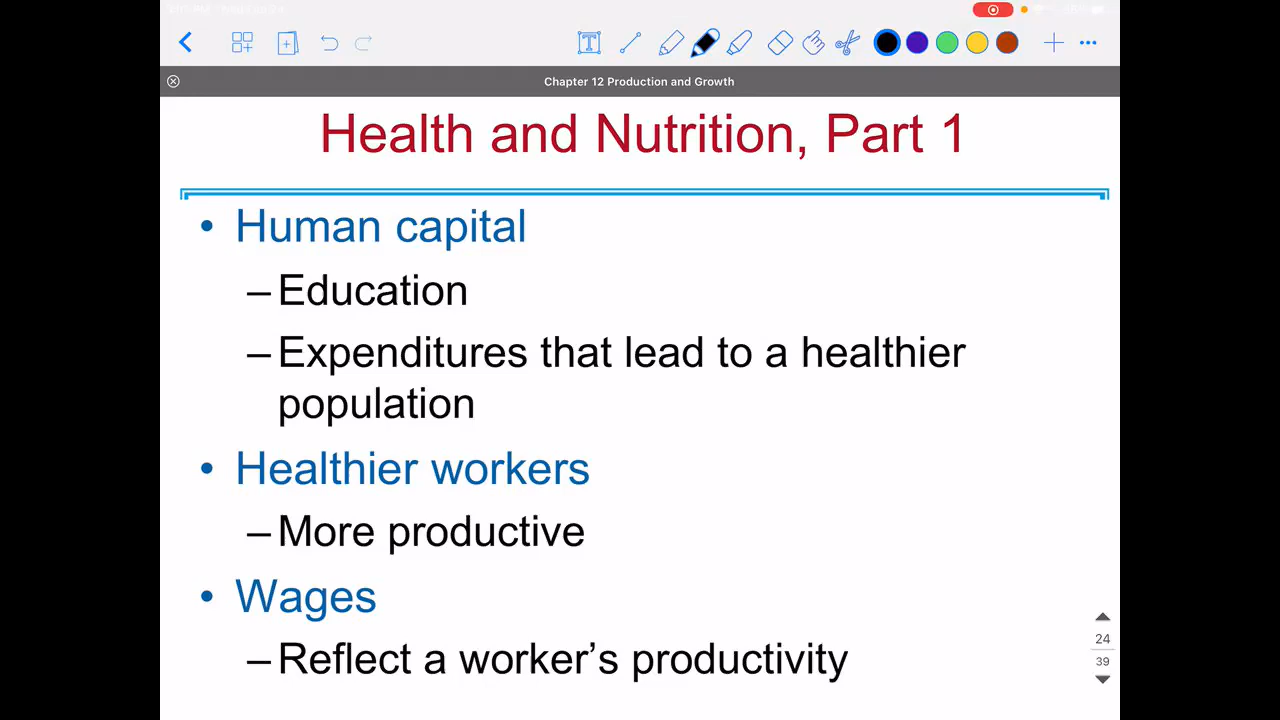 Chapter 12 Production and Growth
Health and Nutrition, Part 1
• Human capital
– Education
– Expenditures that lead to a healthier
population
• Healthier workers
– More productive
• Wages
– Reflect a worker's productivity
24
39